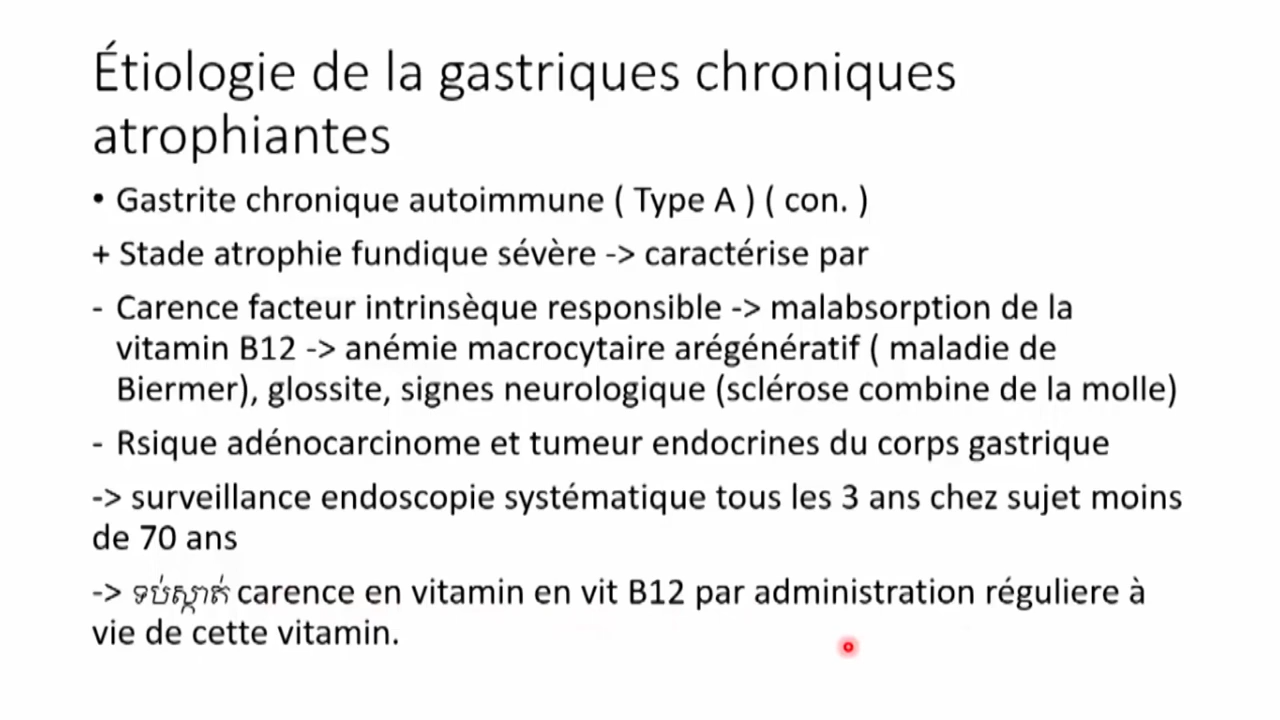 Étiologie de la gastriques chroniques
atrophiantes
• Gastrite chronique autoimmune ( Type A ) ( con. )
+ Stade atrophie fundique sévère -> caractérise par
- Carence facteur intrinsèque responsible -> malabsorption de la
vitamin B12 -> anémie macrocytaire arégénératif ( maladie de
Biermer), glossite, signes neurologique (sclérose combine de la molle)
- Rsique adénocarcinome et tumeur endocrines du corps gastrique
-> surveillance endoscopie systématique tous les 3 ans chez sujet moins
de 70 ans
-> ទប់ស្កាត់ carence en vitamin en vit B12 par administration réguliere à
vie de cette vitamin.